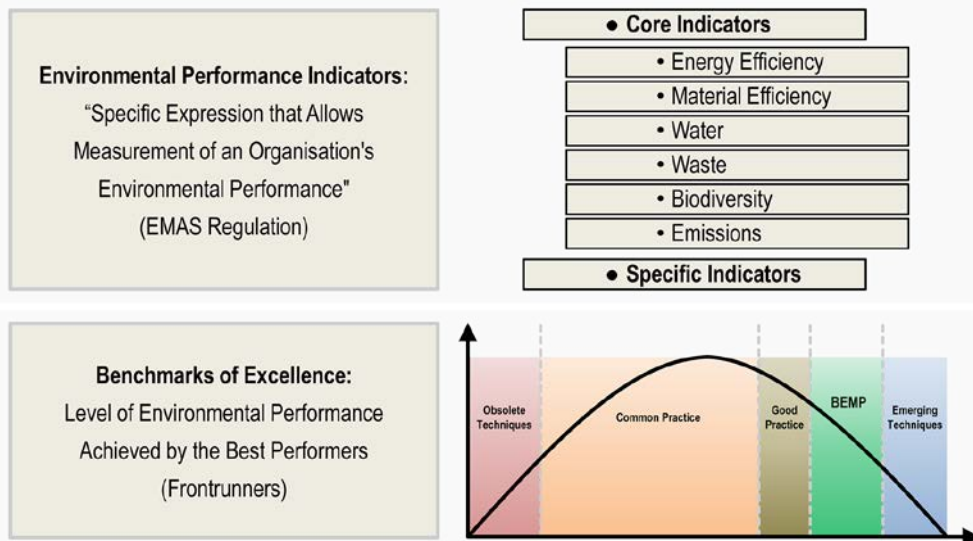 Environmental Performance Indicators:
“Specific Expression that Allows
Measurement of an Organisation's
Environmental Performance"
(EMAS Regulation)
● Core Indicators
• Energy Efficiency
• Material Efficiency
• Water
• Waste
• Biodiversity
• Emissions
● Specific Indicators
Benchmarks of Excellence:
Level of Environmental Performance
Achieved by the Best Performers
(Frontrunners)
Obsolete
Techniques
Common Practice
Good
Practice
BEMP
Emerging
Techniques